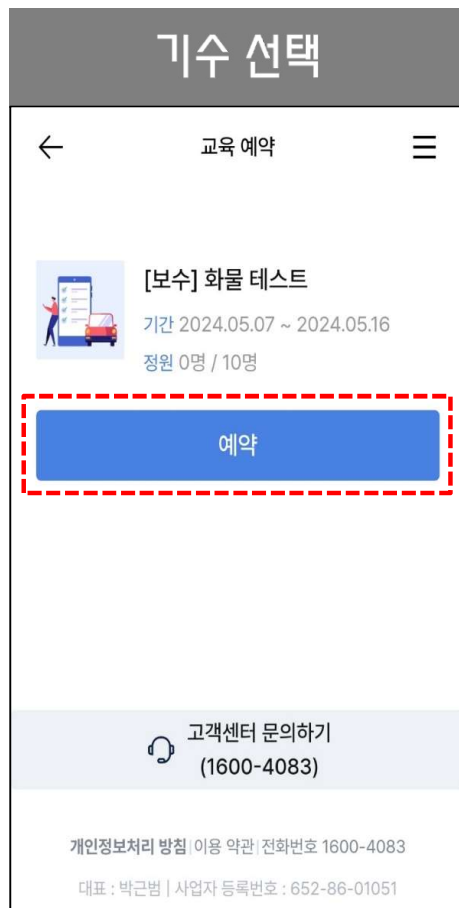 기수 선택
교육 예약
[보수] 화물 테스트
기간 2024.05.07 ~ 2024.05.16
정원 0명 / 10명
예약
고객센터 문의하기
(1600-4083)
개인정보처리 방침 | 이용 약관 | 전화번호 1600-4083
대표 : 박근범 | 사업자 등록번호 : 652-86-01051